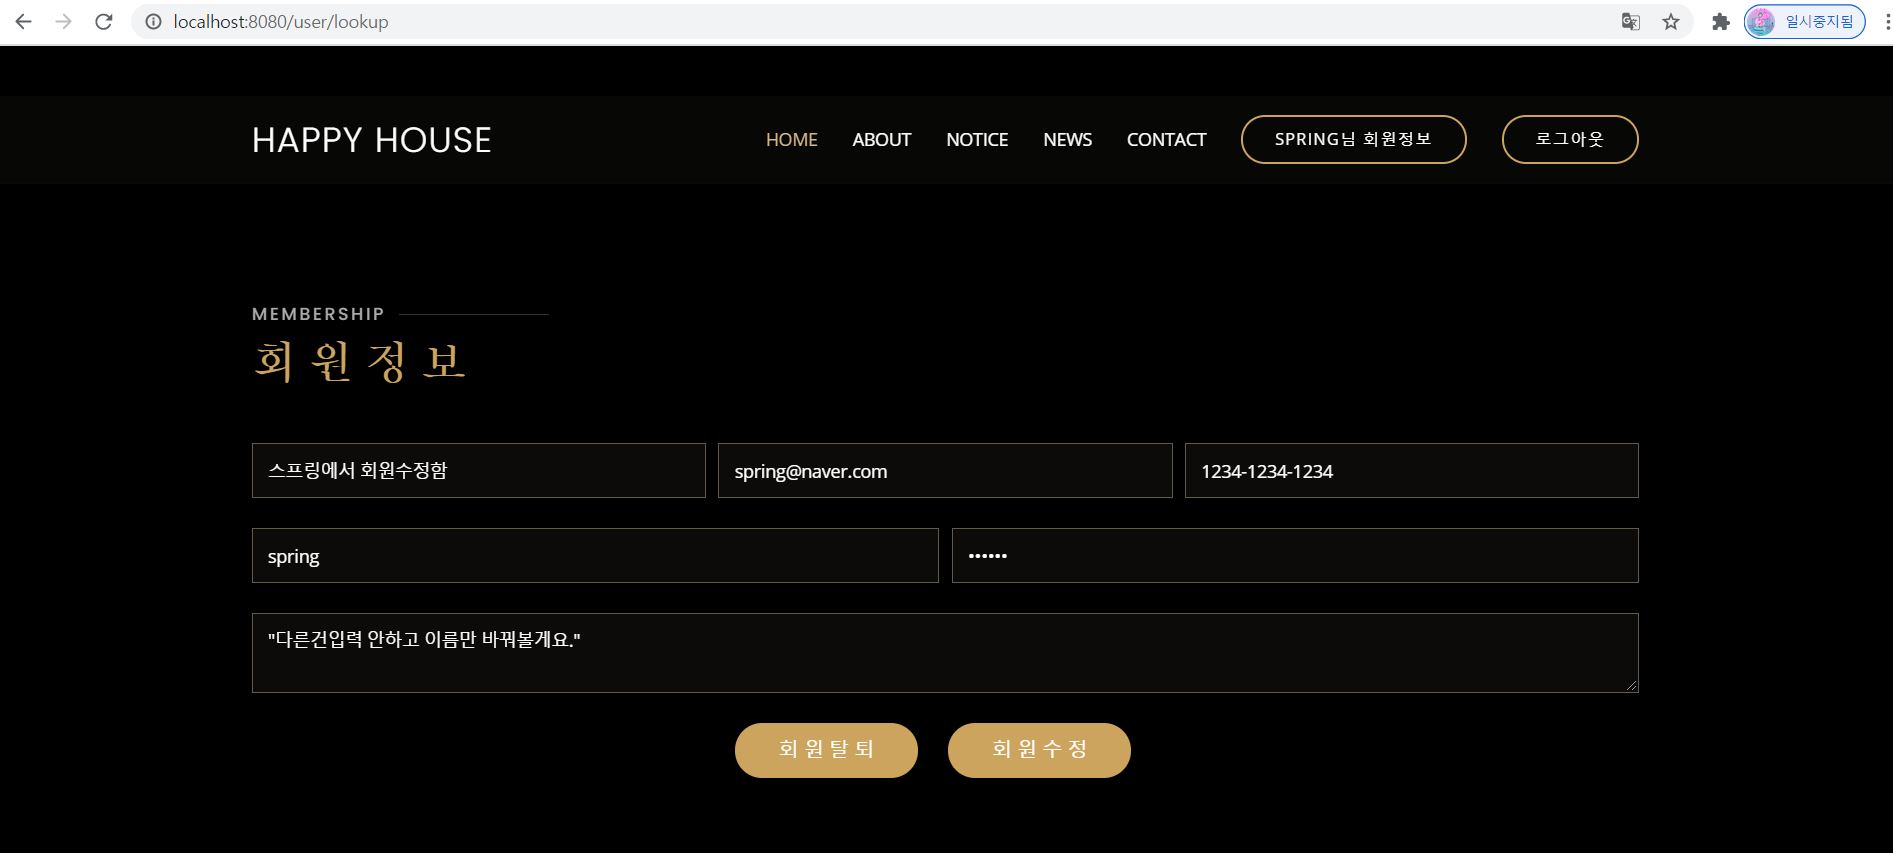 localhost:8080/user/lookup
일시중지됨
HAPPY HOUSE
HOME ABOUT NOTICE NEWS CONTACT SPRING님 회원정보 로그아웃
MEMBERSHIP
회원정보
스프링에서 회원수정함 spring@naver.com 1234-1234-1234
spring ••••••
"다른건입력 안하고 이름만 바꿔볼게요."
회원탈퇴 회원수정